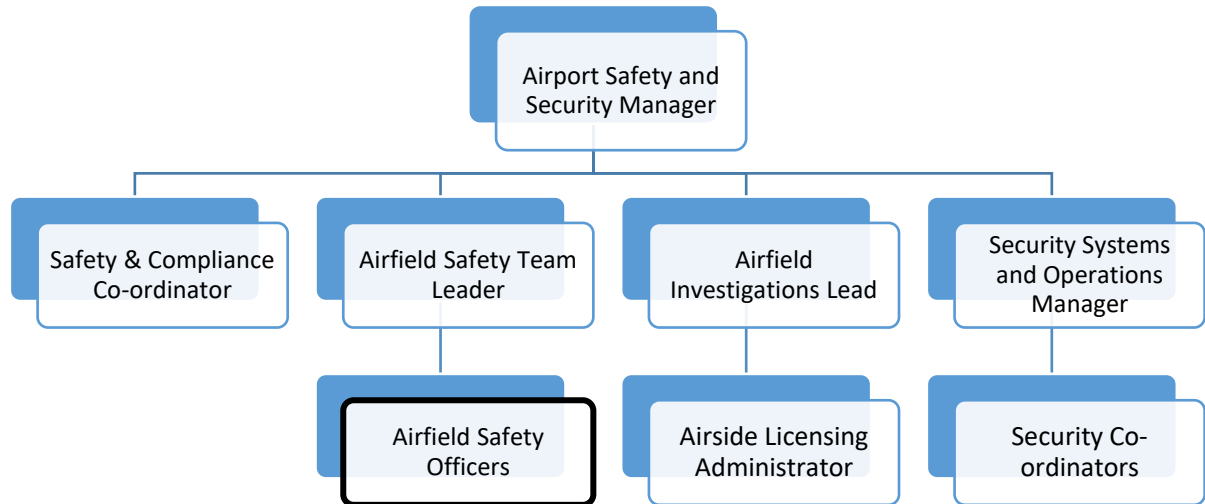 Airport Safety and
Security Manager
Safety & Compliance
Co-ordinator
Airfield Safety Team
Leader
Airfield
Investigations Lead
Security Systems
and Operations
Manager
Airfield Safety
Officers
Airside Licensing
Administrator
Security Co-
ordinators